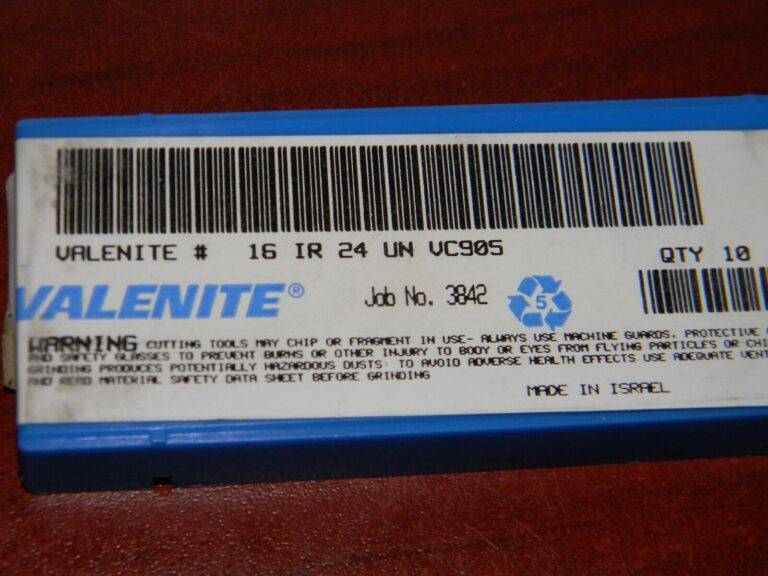 VALENITE # 16 IR 24 UN VC905
QTY 10
VALENITE®
Job No. 3842
5
WARNING CUTTING TOOLS MAY CHIP OR FRAGMENT IN USE- ALWAYS USE MACHINE GUARDS, PROTECTIVE
AND SAFETY GLASSES TO PREVENT BURNS OR OTHER INJURY TO BODY OR EYES FROM FLYING PARTICLES OR
GRINDING PRODUCES POTENTIALLY HAZARDOUS DUSTS: TO AVOID ADVERSE HEALTH EFFECTS USE ADEQUATE
AND READ MATERIAL SAFETY DATA SHEET BEFORE GRINDING
MADE IN ISRAEL